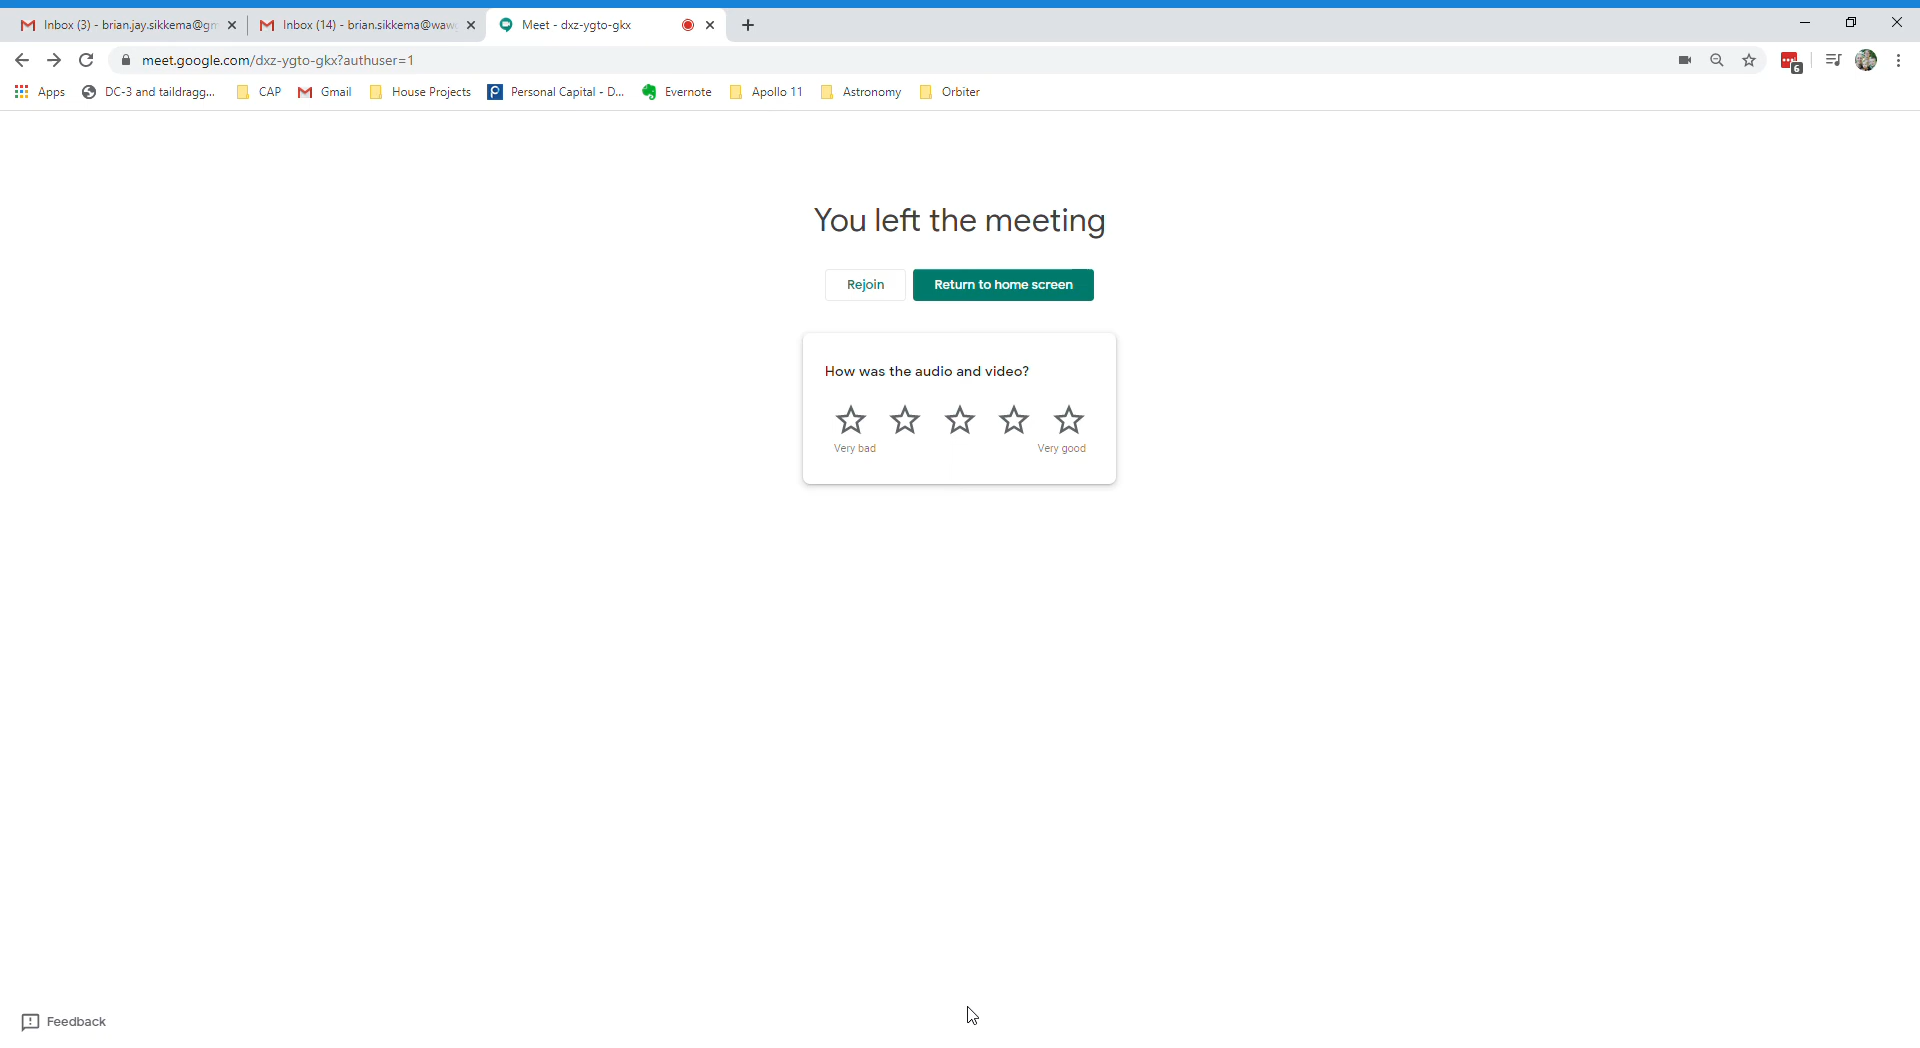 Inbox (3) - brian.jay.sikkema@gm
Inbox (14) - brian.sikkema@waw
Meet - dxz-ygto-gkx
meet.google.com/dxz-ygto-gkx?authuser=1
6
Apps
DC-3 and taildragg...
CAP
Gmail
House Projects
Personal Capital - D...
Evernote
Apollo 11
Astronomy
Orbiter
You left the meeting
Rejoin
Return to home screen
How was the audio and video?
Very bad
Very good
Feedback